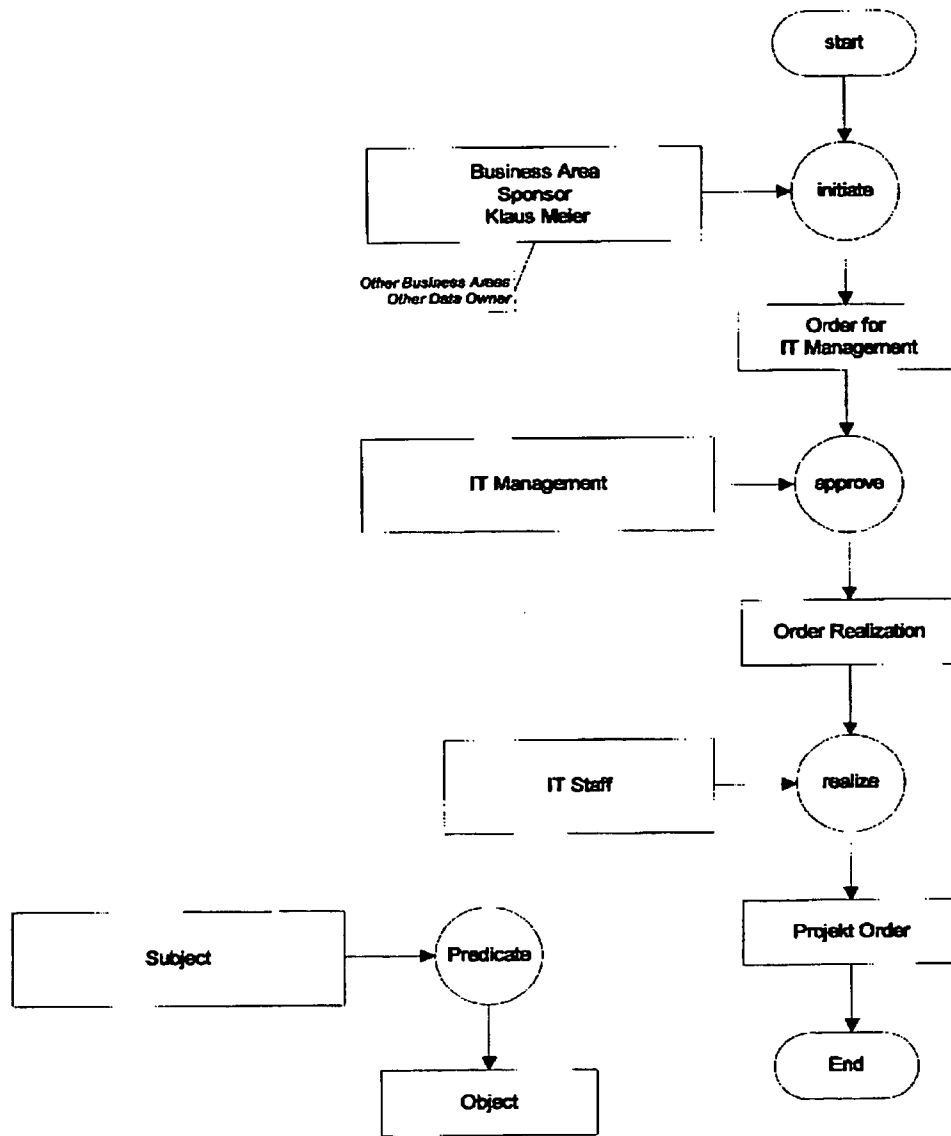 start
Business Area
Sponsor
Klaus Meier
initiate
Other Business Areas
Other Data Owner
Order for
IT Management
IT Management
approve
Order Realization
IT Staff
realize
Subject
Predicate
Projekt Order
Object
End